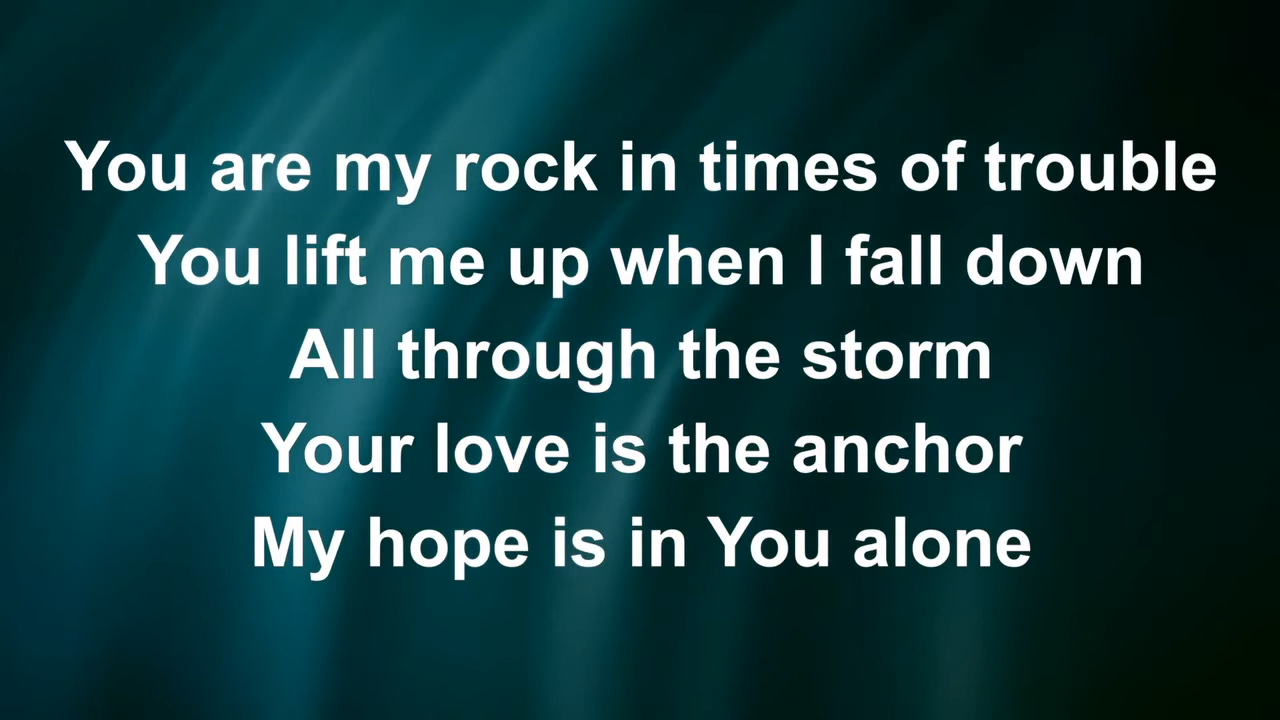 You are my rock in times of trouble
You lift me up when I fall down
All through the storm
Your love is the anchor
My hope is in You alone